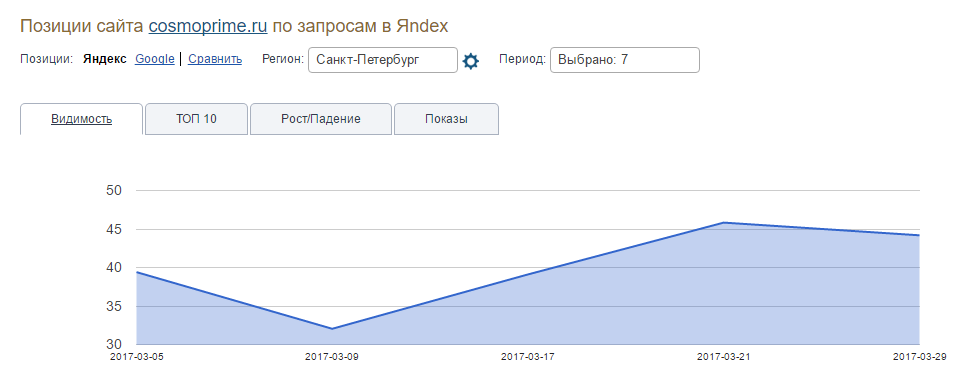 Позиции сайта cosmoprime.ru по запросам в Яndex
Позиции: Яндекс Google | Сравнить Регион: Санкт-Петербург Период: Выбрано: 7
Видимость ТОП 10 Рост/Падение Показы
50
45
40
35
30
2017-03-05 2017-03-09 2017-03-17 2017-03-21 2017-03-29